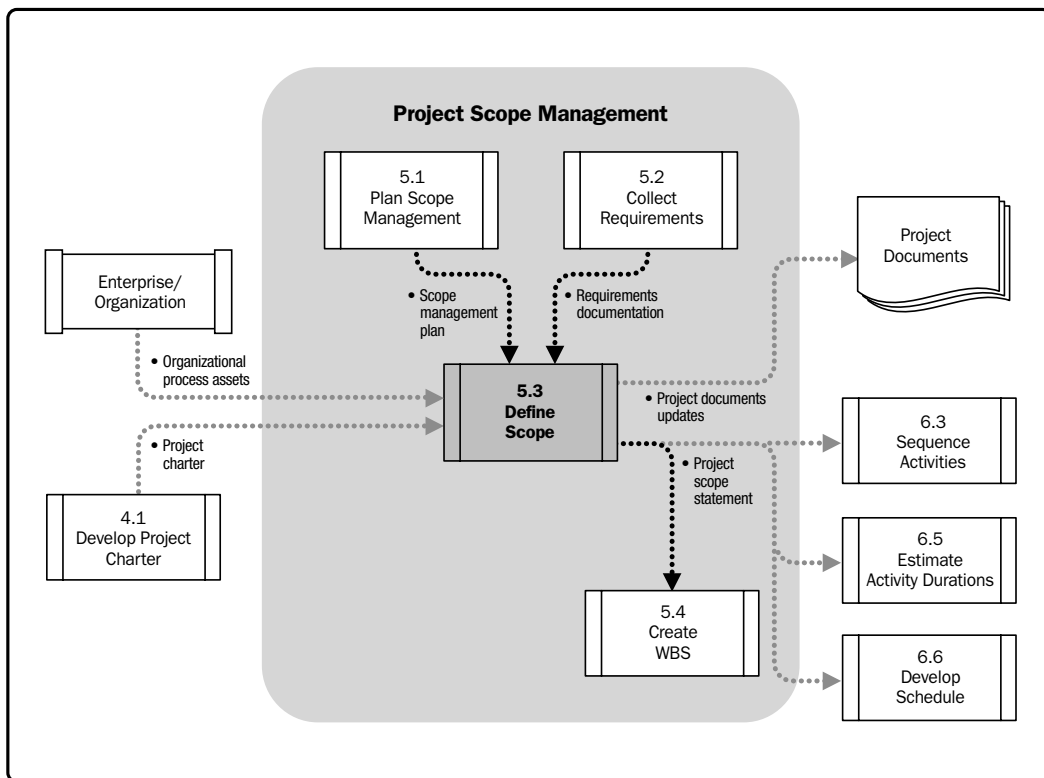 Project Scope Management
5.1
Plan Scope
Management
5.2
Collect
Requirements
Project
Documents
Enterprise/
Organization
• Scope
management
plan
• Requirements
documentation
• Organizational
process assets
5.3
Define
Scope
• Project documents
updates
• Project
charter
6.3
Sequence
Activities
• Project
scope
statement
4.1
Develop Project
Charter
6.5
Estimate
Activity Durations
5.4
Create
WBS
6.6
Develop
Schedule